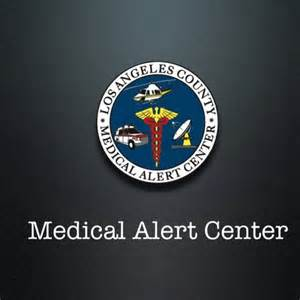 LOS ANGELES COUNTY
• MEDICAL ALERT CENTER •
Medical Alert Center